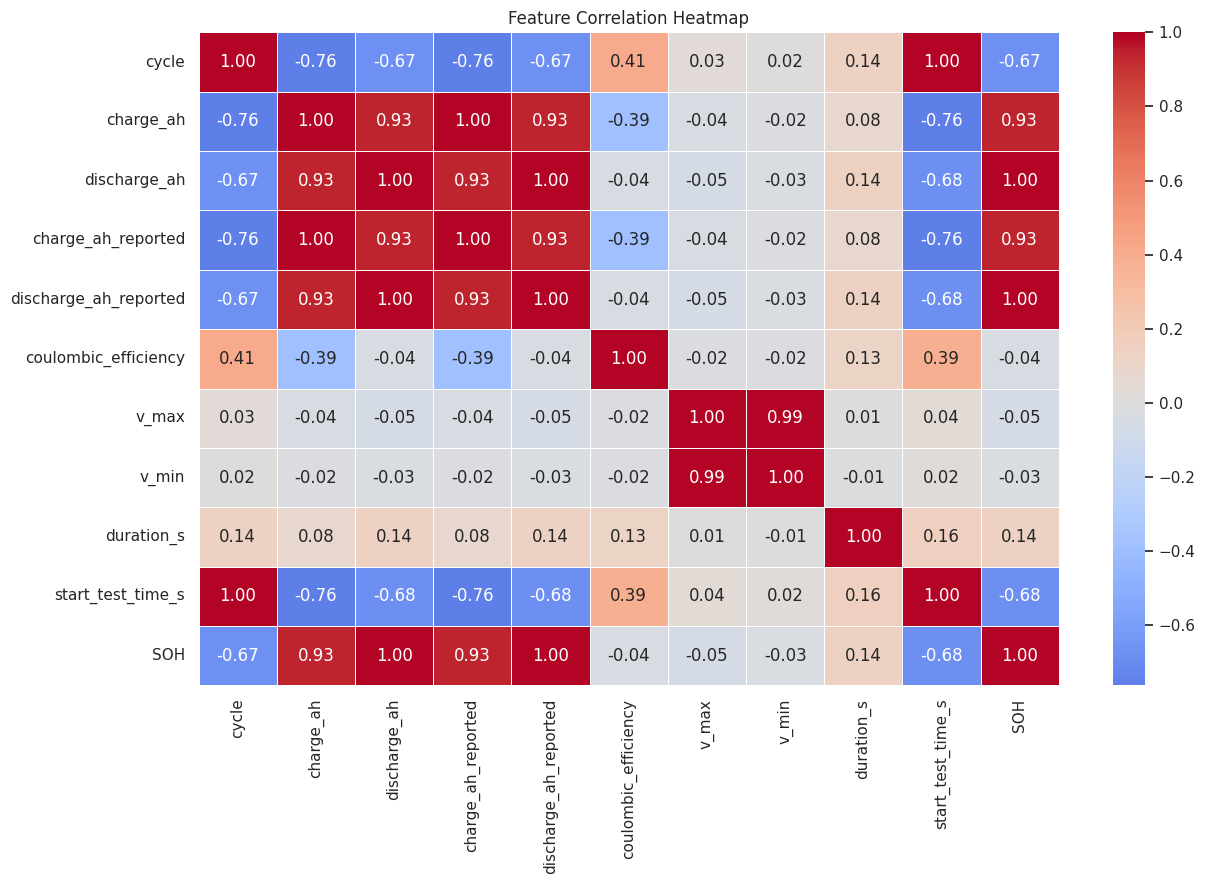 Feature Correlation Heatmap
cycle 1.00 -0.76 -0.67 -0.76 -0.67 0.41 0.03 0.02 0.14 1.00 -0.67
charge_ah -0.76 1.00 0.93 1.00 0.93 -0.39 -0.04 -0.02 0.08 -0.76 0.93
discharge_ah -0.67 0.93 1.00 0.93 1.00 -0.04 -0.05 -0.03 0.14 -0.68 1.00
charge_ah_reported -0.76 1.00 0.93 1.00 0.93 -0.39 -0.04 -0.02 0.08 -0.76 0.93
discharge_ah_reported -0.67 0.93 1.00 0.93 1.00 -0.04 -0.05 -0.03 0.14 -0.68 1.00
coulombic_efficiency 0.41 -0.39 -0.04 -0.39 -0.04 1.00 -0.02 -0.02 0.13 0.39 -0.04
v_max 0.03 -0.04 -0.05 -0.04 -0.05 -0.02 1.00 0.99 0.01 0.04 -0.05
v_min 0.02 -0.02 -0.03 -0.02 -0.03 -0.02 0.99 1.00 -0.01 0.02 -0.03
duration_s 0.14 0.08 0.14 0.08 0.14 0.13 0.01 -0.01 1.00 0.16 0.14
start_test_time_s 1.00 -0.76 -0.68 -0.76 -0.68 0.39 0.04 0.02 0.16 1.00 -0.68
SOH -0.67 0.93 1.00 0.93 1.00 -0.04 -0.05 -0.03 0.14 -0.68 1.00
cycle
charge_ah
discharge_ah
charge_ah_reported
discharge_ah_reported
coulombic_efficiency
v_max
v_min
duration_s
start_test_time_s
SOH
1.0
0.8
0.6
0.4
0.2
0.0
−0.2
−0.4
−0.6